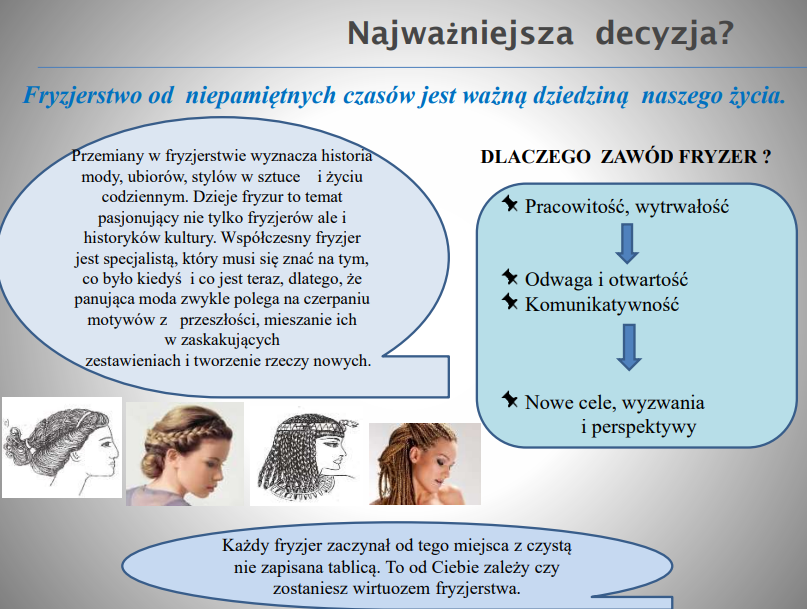 Najważniejsza decyzja?
Fryzjerstwo od niepamiętnych czasów jest ważną dziedziną naszego życia.
Przemiany w fryzjerstwie wyznacza historia
mody, ubiorów, stylów w sztuce i życiu
codziennym. Dzieje fryzur to temat
pasjonujący nie tylko fryzjerów ale i
historyków kultury. Współczesny fryzjer
jest specjalistą, który musi się znać na tym,
co było kiedyś i co jest teraz, dlatego, że
panująca moda zwykle polega na czerpaniu
motywów z przeszłości, mieszanie ich
w zaskakujących
zestawieniach i tworzenie rzeczy nowych.
DLACZEGO ZAWÓD FRYZER ?
Pracowitość, wytrwałość
Odwaga i otwartość
Komunikatywność
Nowe cele, wyzwania
i perspektywy
Każdy fryzjer zaczynał od tego miejsca z czystą
nie zapisana tablicą. To od Ciebie zależy czy
zostaniesz wirtuozem fryzjerstwa.